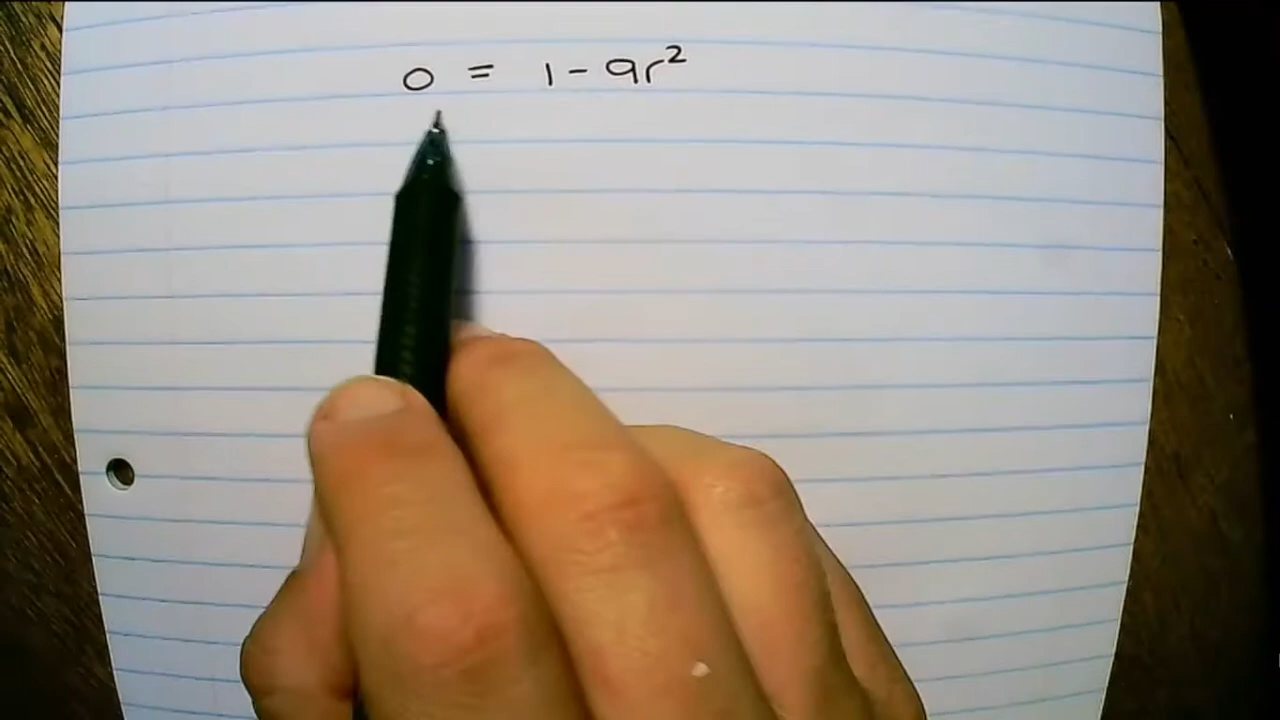 0 = 1 - 9r²